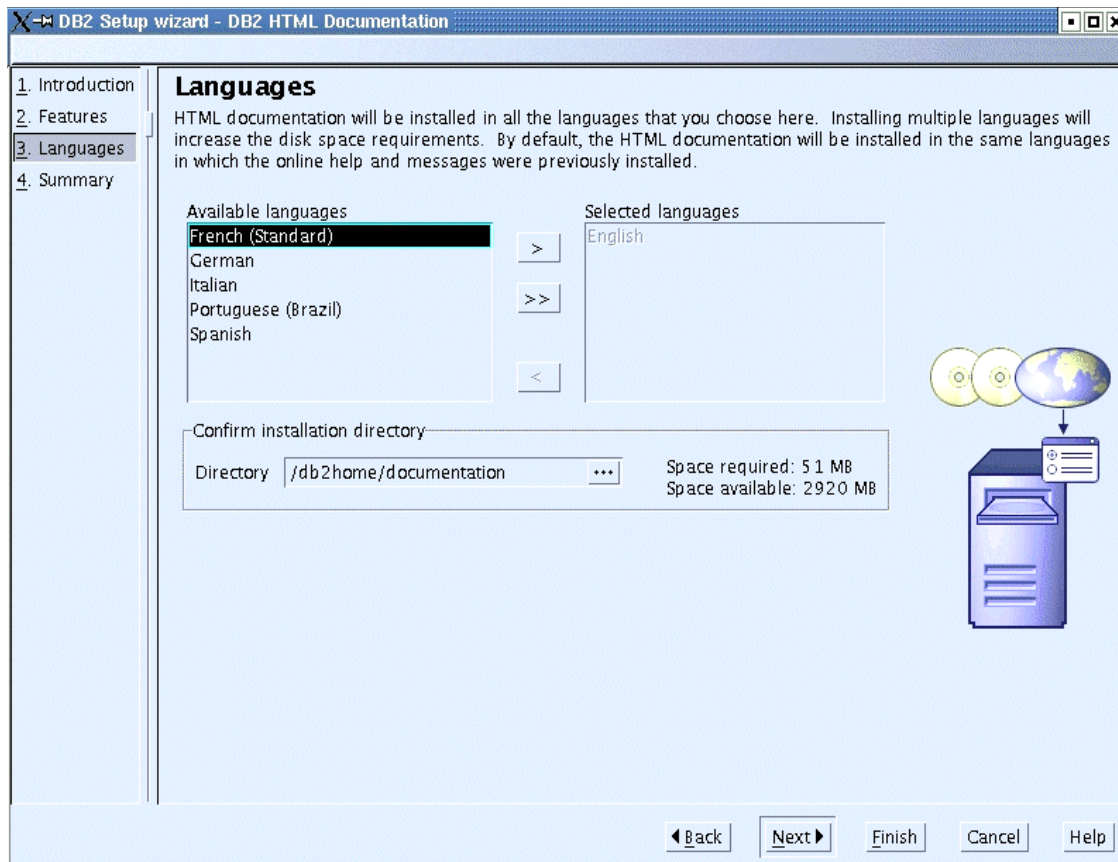 DB2 Setup wizard - DB2 HTML Documentation
1. Introduction
2. Features
3. Languages
4. Summary
Languages
HTML documentation will be installed in all the languages that you choose here. Installing multiple languages will
increase the disk space requirements. By default, the HTML documentation will be installed in the same languages
in which the online help and messages were previously installed.
Available languages
French (Standard)
German
Italian
Portuguese (Brazil)
Spanish
>
>>
<
Selected languages
English
Confirm installation directory
Directory /db2home/documentation ...
Space required: 51 MB
Space available: 2920 MB
Back Next Finish Cancel Help